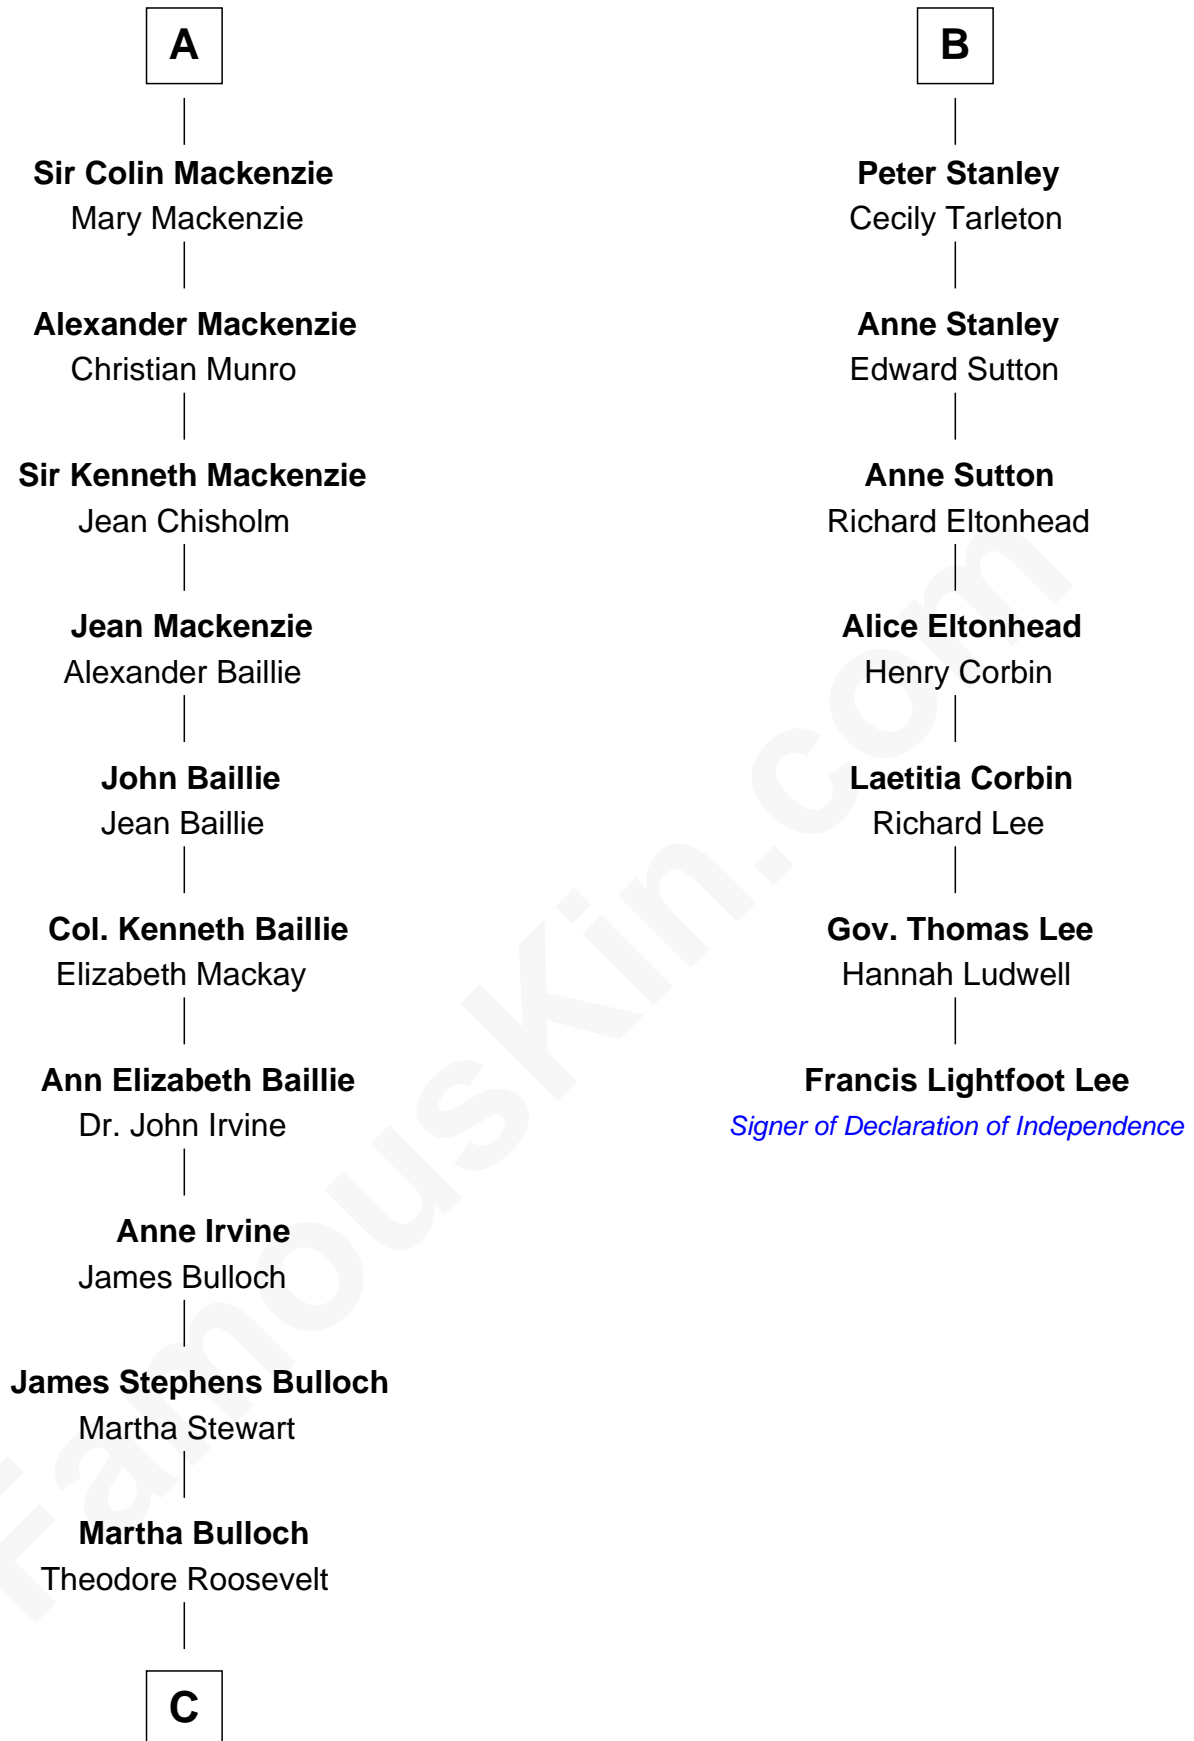 A
Sir Colin Mackenzie
Mary Mackenzie
Alexander Mackenzie
Christian Munro
Sir Kenneth Mackenzie
Jean Chisholm
Jean Mackenzie
Alexander Baillie
John Baillie
Jean Baillie
Col. Kenneth Baillie
Elizabeth Mackay
Ann Elizabeth Baillie
Dr. John Irvine
Anne Irvine
James Bulloch
James Stephens Bulloch
Martha Stewart
Martha Bulloch
Theodore Roosevelt
C
B
Peter Stanley
Cecily Tarleton
Anne Stanley
Edward Sutton
Anne Sutton
Richard Eltonhead
Alice Eltonhead
Henry Corbin
Laetitia Corbin
Richard Lee
Gov. Thomas Lee
Hannah Ludwell
Francis Lightfoot Lee
Signer of Declaration of Independence
FamousKin.com